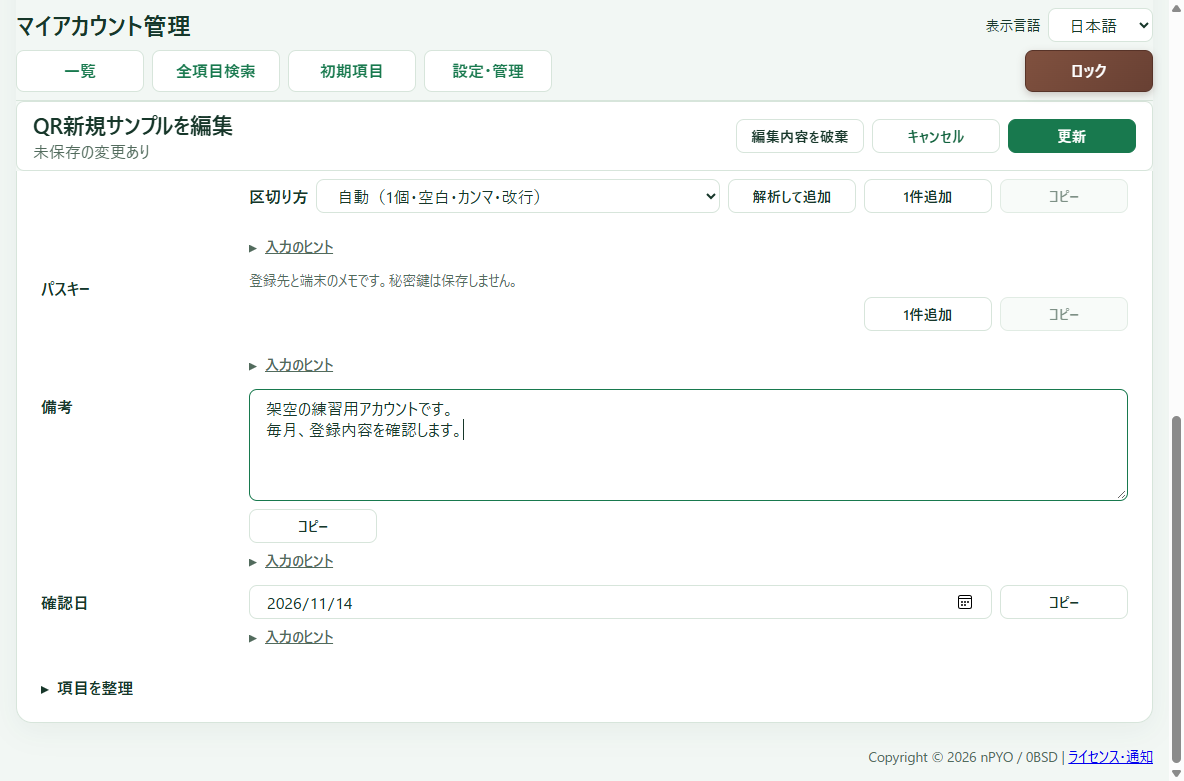 マイアカウント管理
表示言語 日本語
一覧 全項目検索 初期項目 設定・管理 ロック
QR新規サンプルを編集
未保存の変更あり
編集内容を破棄 キャンセル 更新
区切り方 自動（1個・空白・カンマ・改行） 解析して追加 1件追加 コピー
入力のヒント
パスキー
登録先と端末のメモです。秘密鍵は保存しません。
1件追加 コピー
入力のヒント
備考
架空の練習用アカウントです。
毎月、登録内容を確認します。
コピー
入力のヒント
確認日 2026/11/14 コピー
入力のヒント
項目を整理
Copyright © 2026 nPYO / 0BSD | ライセンス・通知